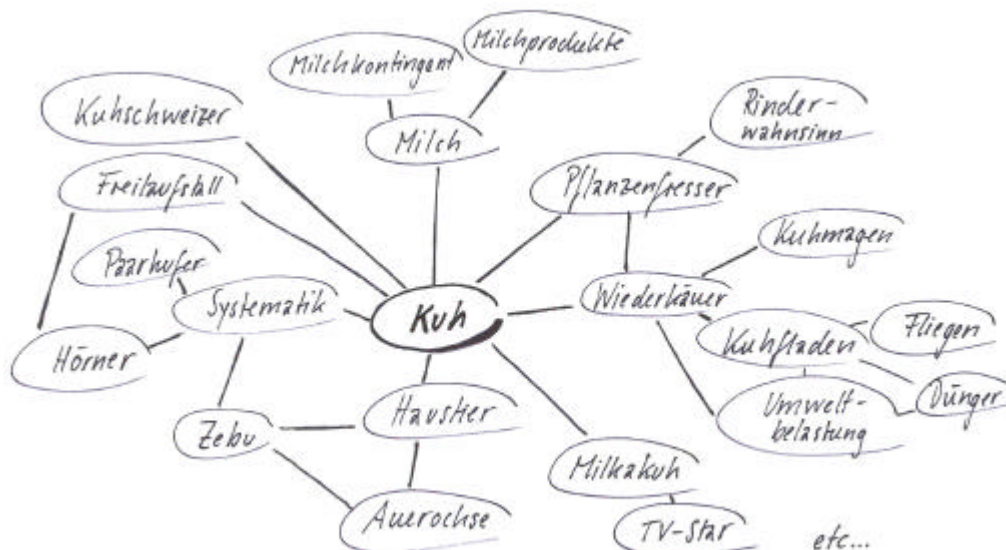 Milchprodukte
Milchkontingent
Kuhschweizer
Milch
Rinder-
wahnsinn
Freilaufstall
Pflanzenfresser
Paarhufer
Kuhmagen
Systematik
Kuh
Wiederkäuer
Hörner
Kuhfladen
Fliegen
Zebu
Haustier
Umwelt-
belastung
Dünger
Milkakuh
Auerochse
TV-Star
etc...